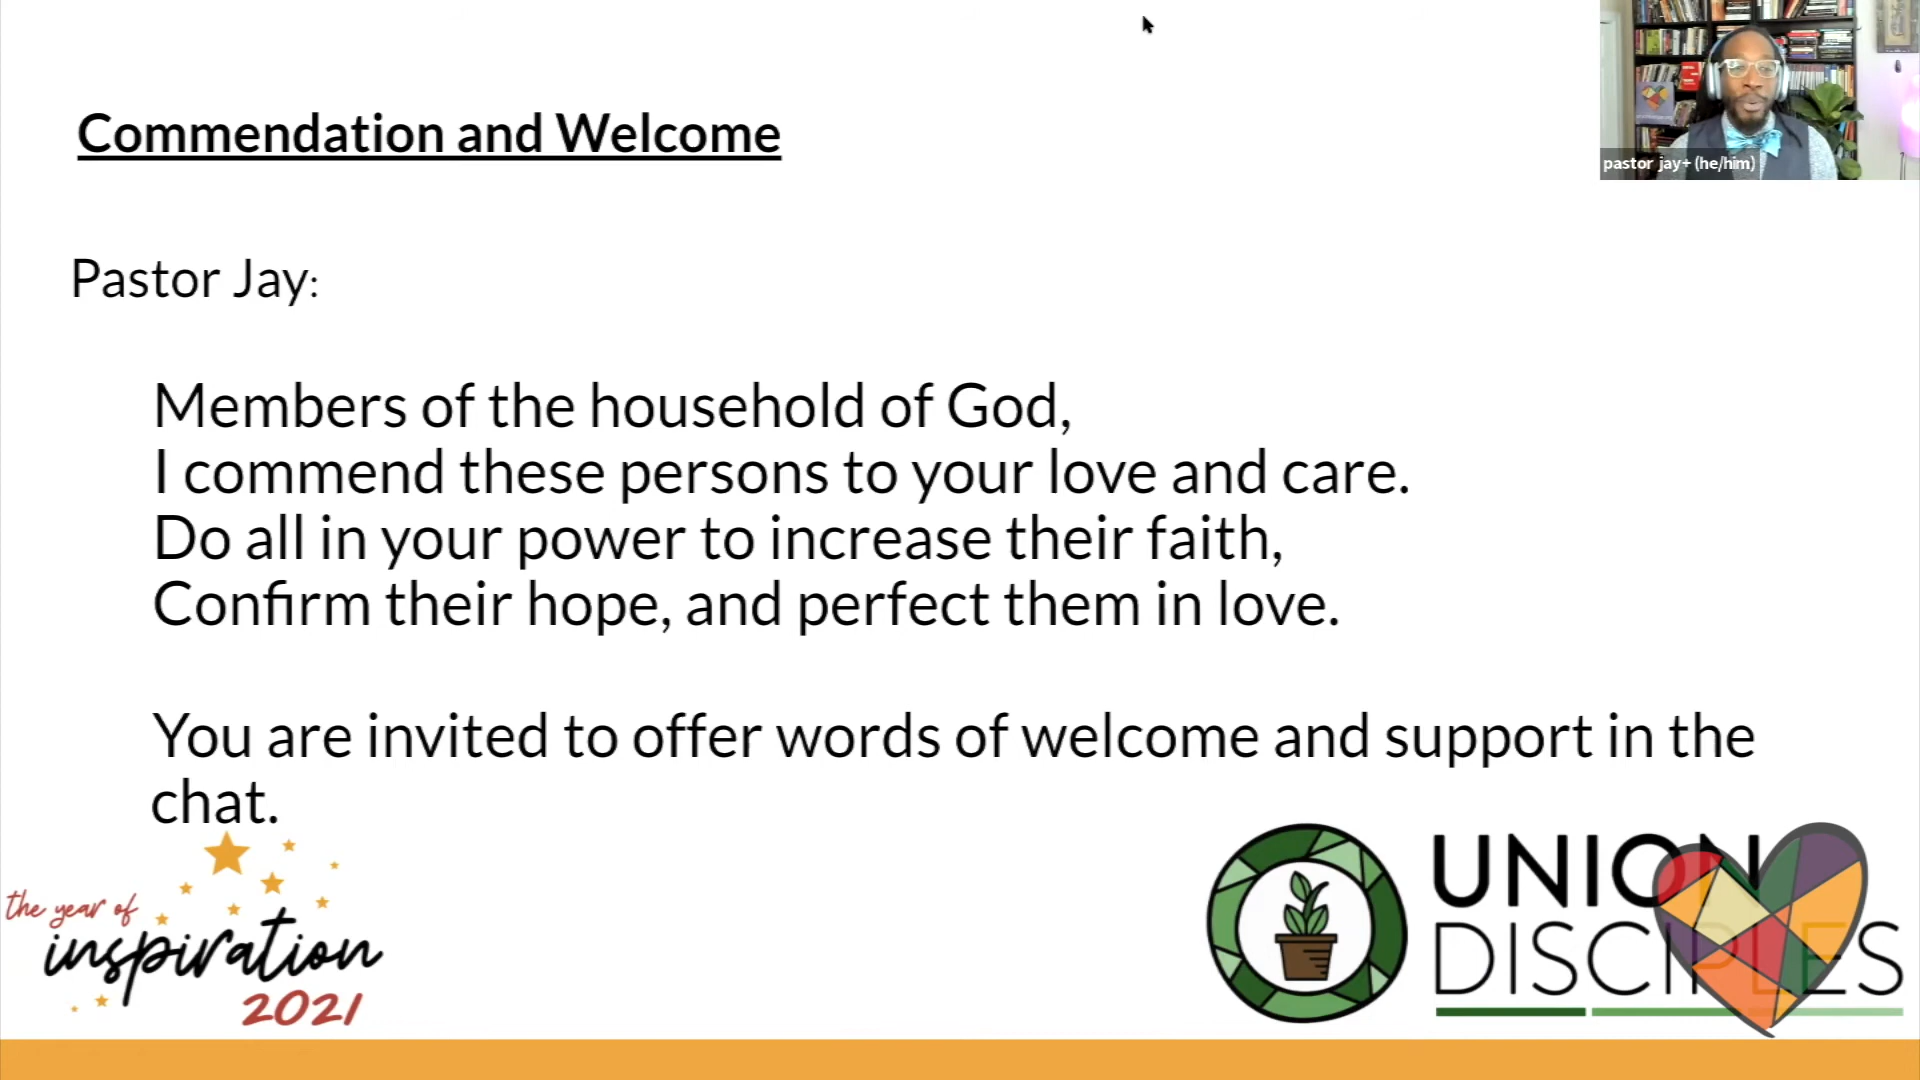 Commendation and Welcome
pastor jay+ (he/him)
Pastor Jay:
Members of the household of God,
I commend these persons to your love and care.
Do all in your power to increase their faith,
Confirm their hope, and perfect them in love.
You are invited to offer words of welcome and support in the
chat.
the year of
inspiration
2021
UNION
DISCIPLES